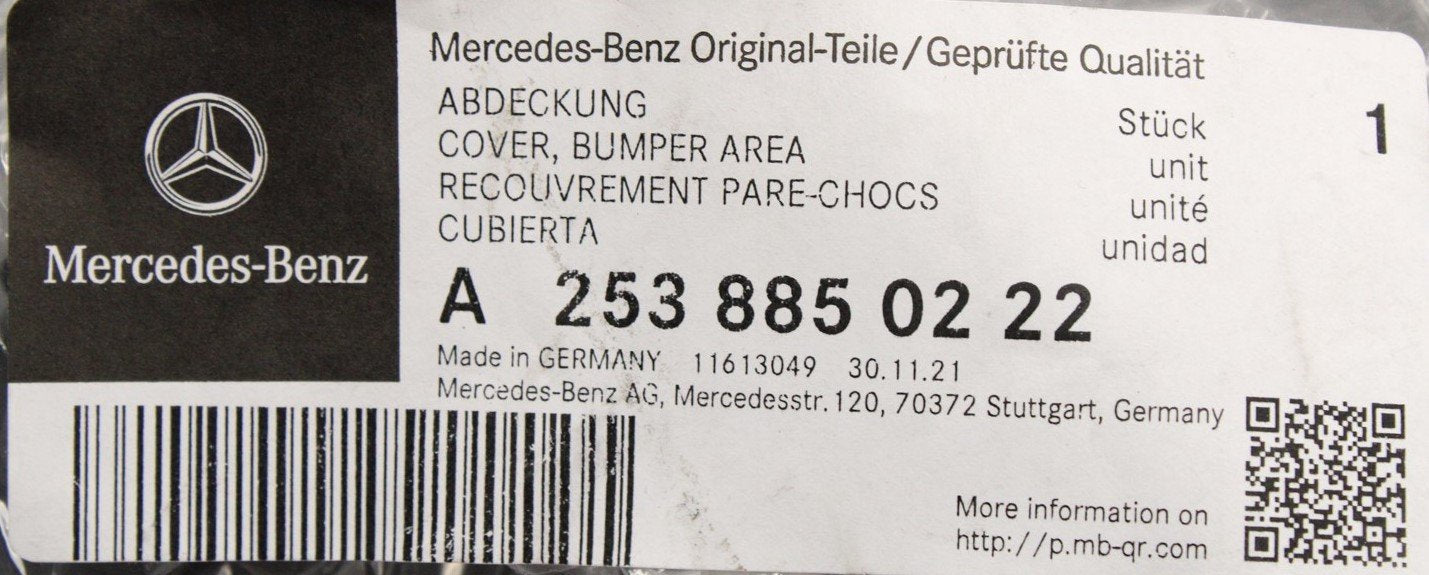 Mercedes-Benz
Mercedes-Benz Original-Teile/Geprüfte Qualität
ABDECKUNG
COVER, BUMPER AREA
RECOUVREMENT PARE-CHOCS
CUBIERTA
Stück 1
unit
unité
unidad
A 253 885 02 22
Made in GERMANY 11613049 30.11.21
Mercedes-Benz AG, Mercedesstr. 120, 70372 Stuttgart, Germany
More information on
http://p.mb-qr.com